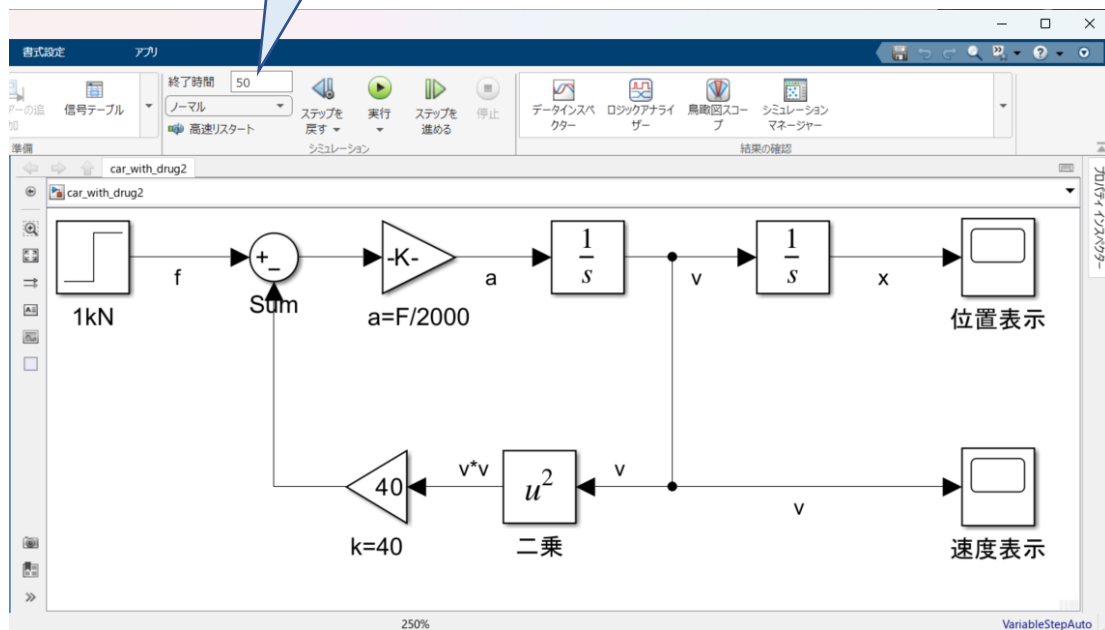 書式設定
アプリ
終了時間 50
信号テーブル
ノーマル
高速リスタート
ステップを
戻す
実行
ステップを
進める
停止
データインスペ
クター
ロジックアナライ
ザー
鳥瞰図スコー
プ
シミュレーション
マネージャー
準備
シミュレーション
結果の確認
car_with_drug2
car_with_drug2
プロパティ インスペクター
1kN
f
+
-
Sum
-K-
a=F/2000
a
1
s
v
1
s
x
位置表示
40
k=40
v*v
u2
二乗
v
v
速度表示
250%
VariableStepAuto